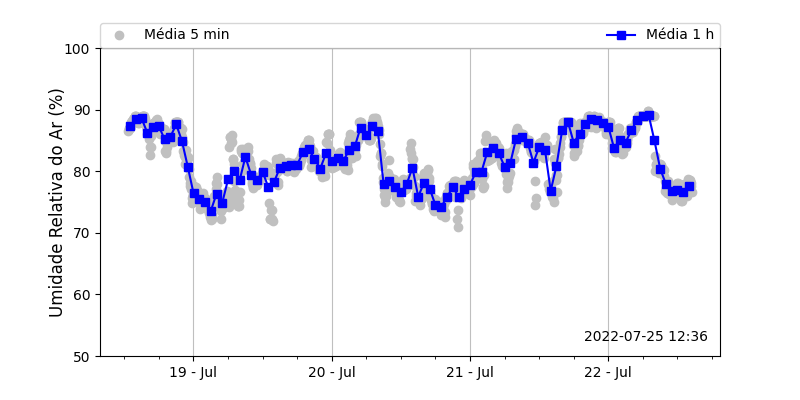 Média 5 min
Média 1 h
Umidade Relativa do Ar (%)
100
90
80
70
60
50
2022-07-25 12:36
19 - Jul
20 - Jul
21 - Jul
22 - Jul